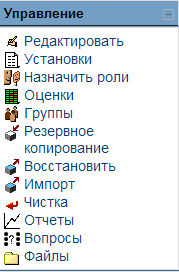 Управление
Редактировать
Установки
Назначить роли
Оценки
Группы
Резервное
копирование
Восстановить
Импорт
Чистка
Отчеты
Вопросы
Файлы